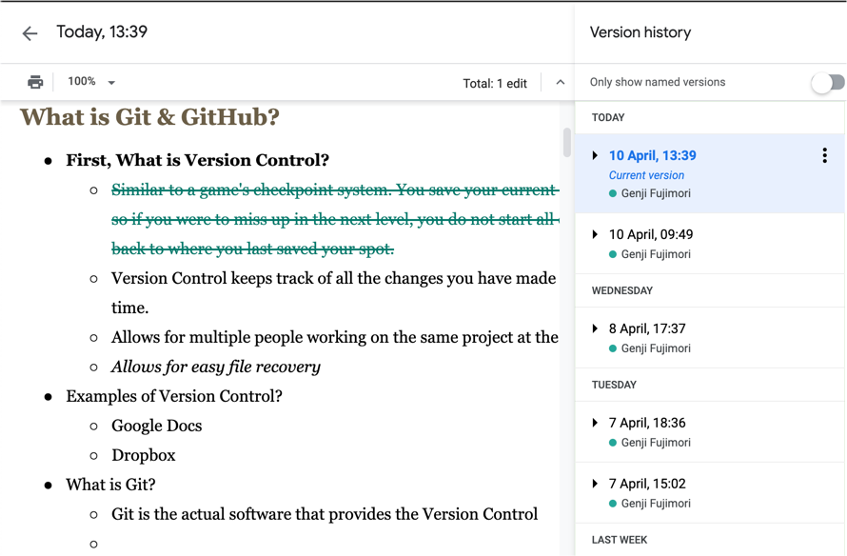 Today, 13:39
Version history
100%
Total: 1 edit
Only show named versions
What is Git & GitHub?
First, What is Version Control?
Similar to a game's checkpoint system. You save your current
so if you were to miss up in the next level, you do not start all
back to where you last saved your spot.
Version Control keeps track of all the changes you have made
time.
Allows for multiple people working on the same project at the
Allows for easy file recovery
Examples of Version Control?
Google Docs
Dropbox
What is Git?
Git is the actual software that provides the Version Control
TODAY
10 April, 13:39
Current version
Genji Fujimori
10 April, 09:49
Genji Fujimori
WEDNESDAY
8 April, 17:37
Genji Fujimori
TUESDAY
7 April, 18:36
Genji Fujimori
7 April, 15:02
Genji Fujimori
LAST WEEK